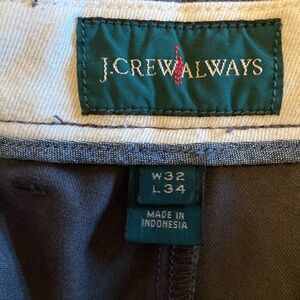 J.CREW ALWAYS
W32
L34
MADE IN
INDONESIA